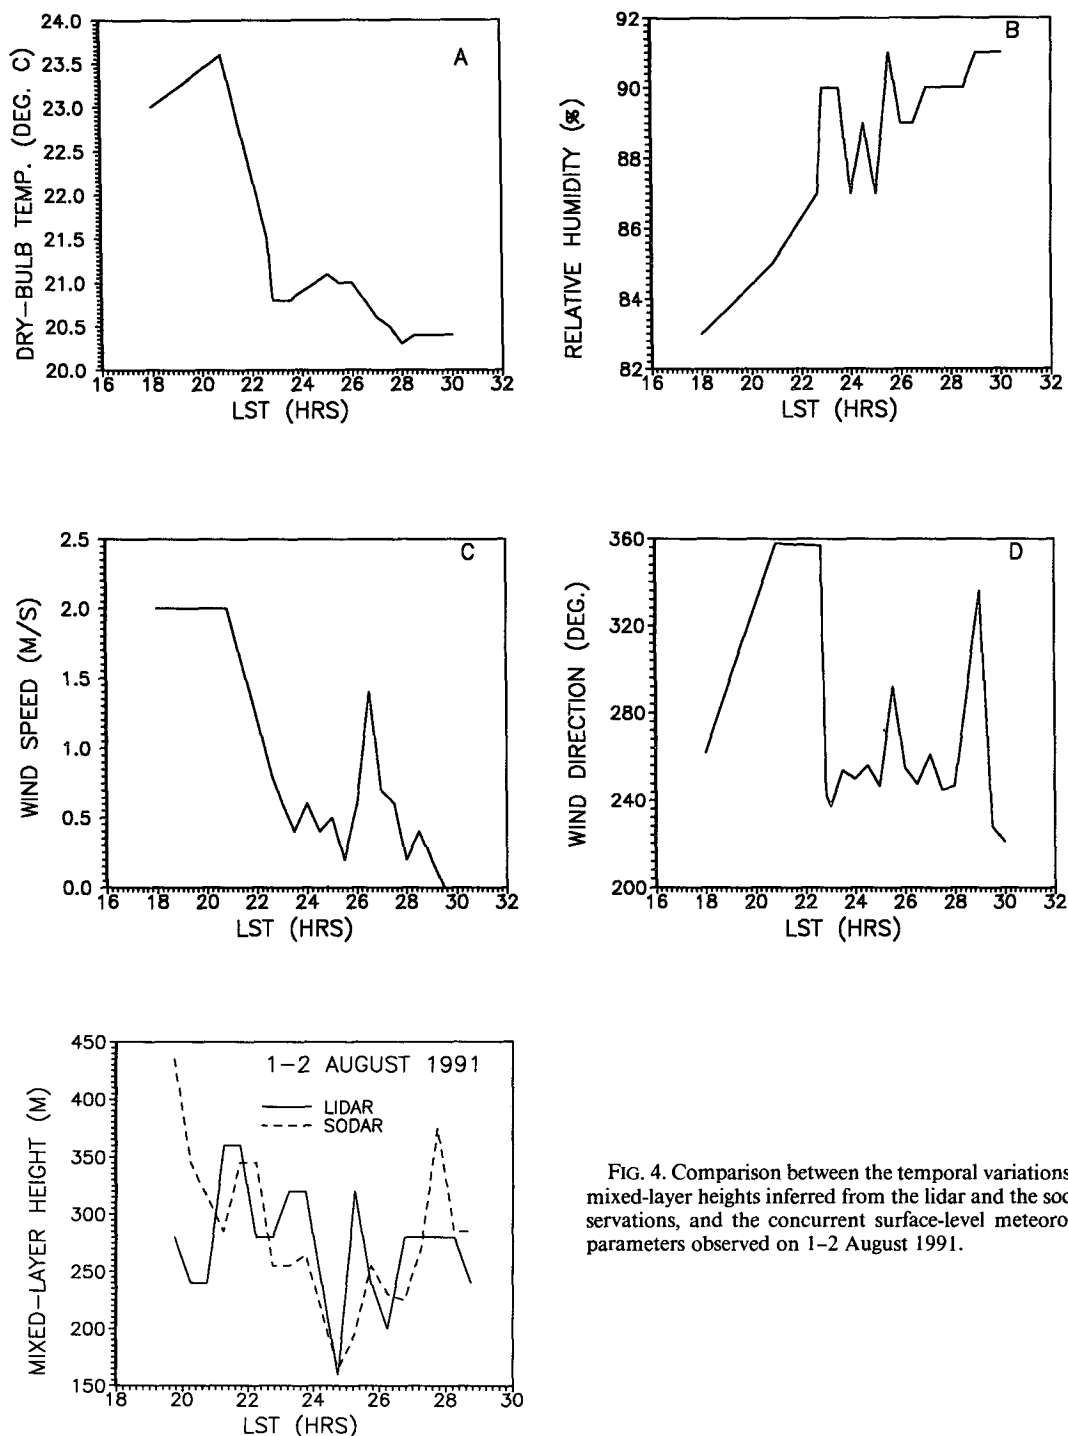 A
24.0
23.5
23.0
22.5
22.0
21.5
21.0
20.5
20.0
DRY-BULB TEMP. (DEG. C)
16 18 20 22 24 26 28 30 32
LST (HRS)
B
92
90
88
86
84
82
RELATIVE HUMIDITY (%)
16 18 20 22 24 26 28 30 32
LST (HRS)
C
2.5
2.0
1.5
1.0
0.5
0.0
WIND SPEED (M/S)
16 18 20 22 24 26 28 30 32
LST (HRS)
D
360
320
280
240
200
WIND DIRECTION (DEG.)
16 18 20 22 24 26 28 30 32
LST (HRS)
1-2 AUGUST 1991
LIDAR
SODAR
450
400
350
300
250
200
150
MIXED-LAYER HEIGHT (M)
18 20 22 24 26 28 30
LST (HRS)
FIG. 4. Comparison between the temporal variations
mixed-layer heights inferred from the lidar and the sod
servations, and the concurrent surface-level meteoro
parameters observed on 1–2 August 1991.